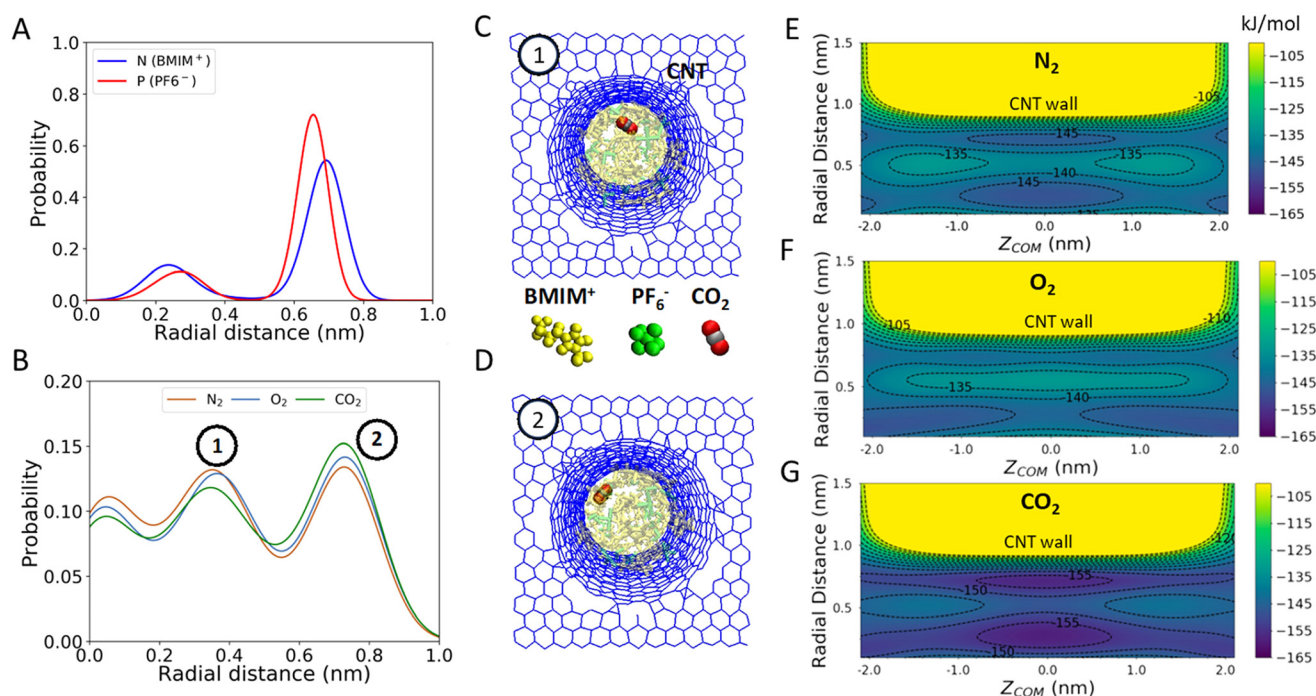 A
1.0
0.8
0.6
0.4
0.2
0.0
Probability
N (BMIM⁺)
P (PF6⁻)
0.0 0.2 0.4 0.6 0.8 1.0
Radial distance (nm)
B
0.20
0.15
0.10
0.05
0.00
Probability
N₂ O₂ CO₂
1
2
0.0 0.2 0.4 0.6 0.8 1.0
Radial distance (nm)
C
1
CNT
BMIM⁺ PF₆⁻ CO₂
D
2
E
kJ/mol
N₂
CNT wall
1.5
1.0
0.5
Radial Distance (nm)
-105
-145
-135
-135
-140
-145
-2.0 -1.0 0.0 1.0 2.0
Z_COM (nm)
-105
-115
-125
-135
-145
-155
-165
F
O₂
CNT wall
1.5
1.0
0.5
Radial Distance (nm)
-105
-110
-135
-140
-2.0 -1.0 0.0 1.0 2.0
Z_COM (nm)
-105
-115
-125
-135
-145
-155
-165
G
CO₂
CNT wall
1.5
1.0
0.5
Radial Distance (nm)
-155
-150
-155
-150
-150
-2.0 -1.0 0.0 1.0 2.0
Z_COM (nm)
-105
-115
-125
-135
-145
-155
-165